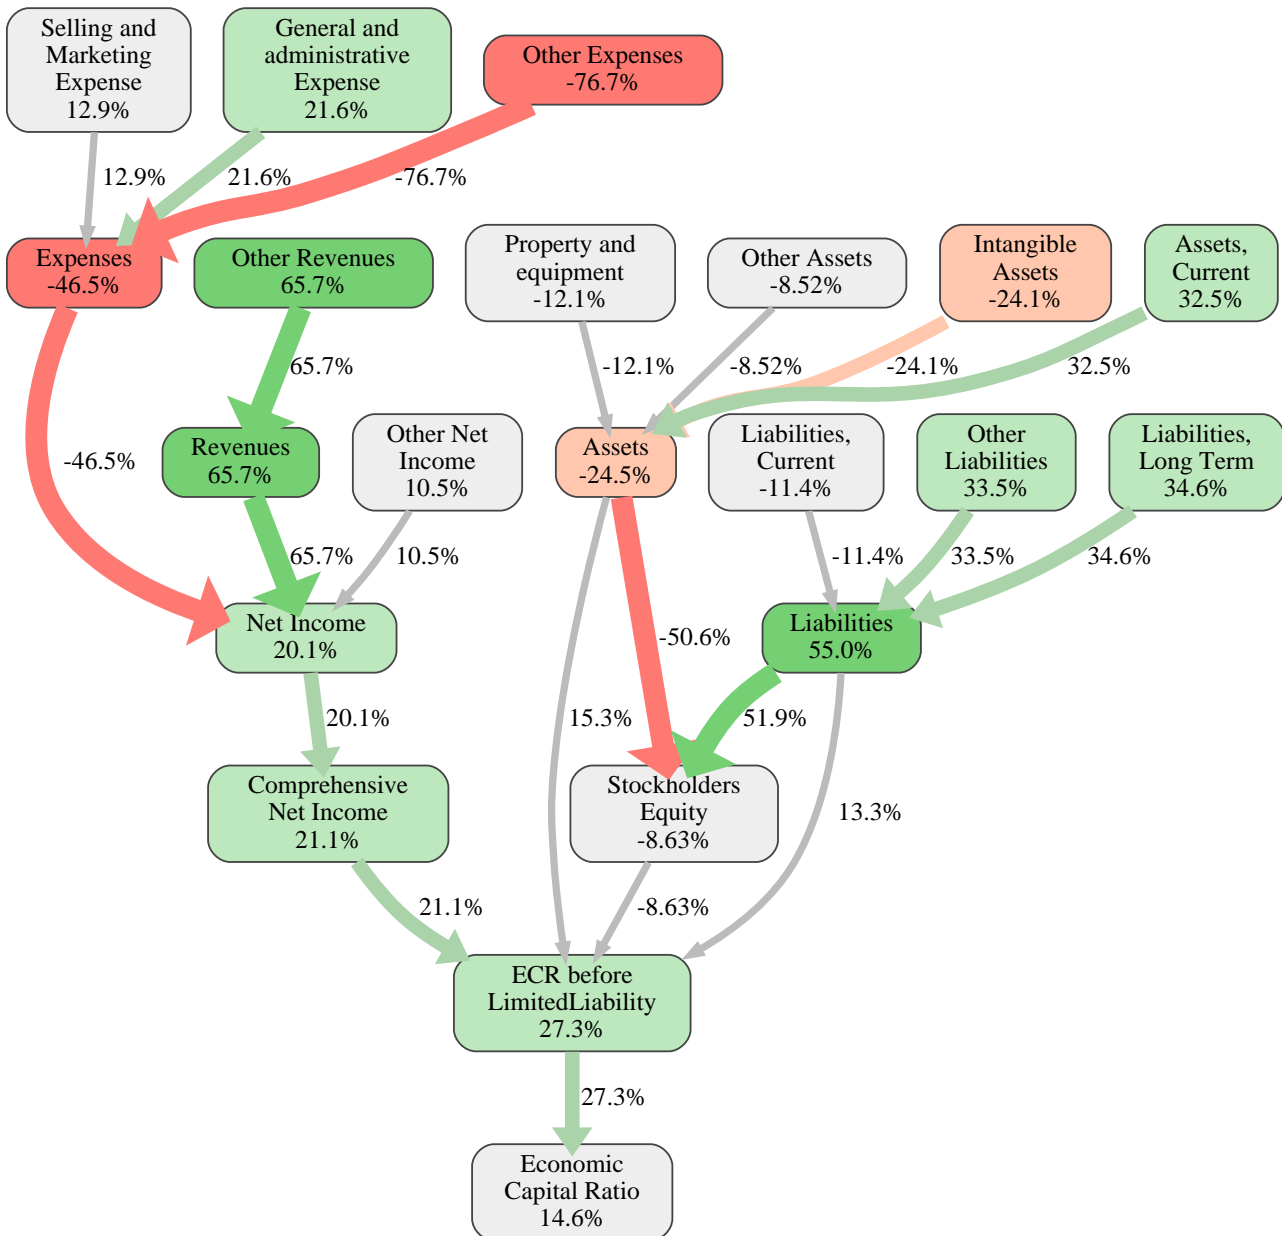 Selling and
Marketing
Expense
12.9%
General and
administrative
Expense
21.6%
Other Expenses
-76.7%
12.9%
21.6%
-76.7%
Expenses
-46.5%
Other Revenues
65.7%
Property and
equipment
-12.1%
Other Assets
-8.52%
Intangible
Assets
-24.1%
Assets,
Current
32.5%
65.7%
-12.1%
-8.52%
-24.1%
32.5%
-46.5%
Revenues
65.7%
Other Net
Income
10.5%
Assets
-24.5%
Liabilities,
Current
-11.4%
Other
Liabilities
33.5%
Liabilities,
Long Term
34.6%
65.7%
10.5%
-11.4%
33.5%
34.6%
Net Income
20.1%
-50.6%
Liabilities
55.0%
20.1%
15.3%
51.9%
Comprehensive
Net Income
21.1%
Stockholders
Equity
-8.63%
13.3%
21.1%
-8.63%
ECR before
LimitedLiability
27.3%
27.3%
Economic
Capital Ratio
14.6%